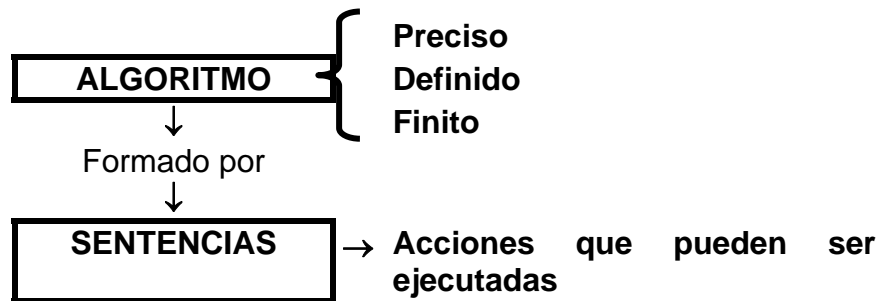 Preciso
ALGORITMO
Definido
Finito
Formado por
SENTENCIAS
→ Acciones que pueden ser
ejecutadas